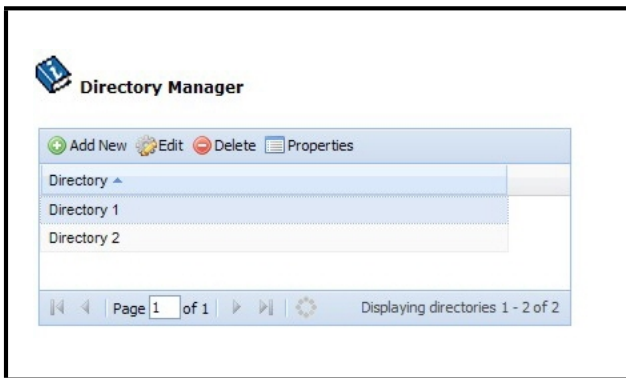 Directory Manager
Add New Edit Delete Properties
Directory
Directory 1
Directory 2
Page 1 of 1 Displaying directories 1 - 2 of 2